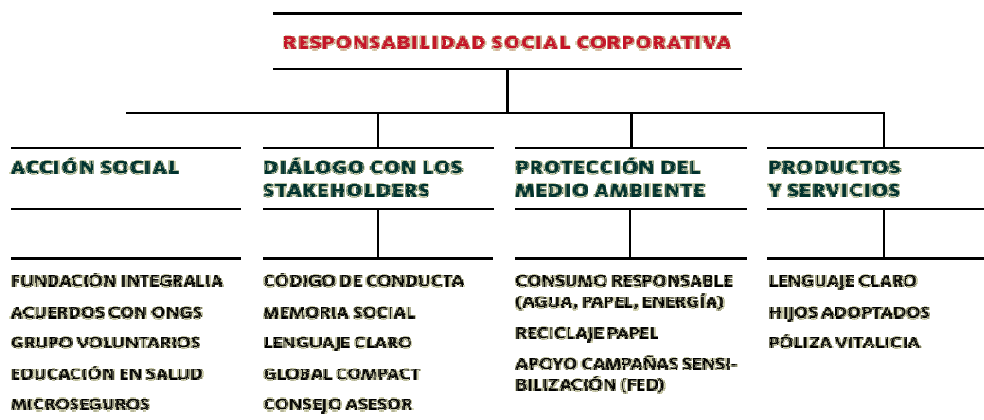 RESPONSABILIDAD SOCIAL CORPORATIVA
ACCIÓN SOCIAL
FUNDACIÓN INTEGRALIA
ACUERDOS CON ONGS
GRUPO VOLUNTARIOS
EDUCACIÓN EN SALUD
MICROSEGUROS
DIÁLOGO CON LOS
STAKEHOLDERS
CÓDIGO DE CONDUCTA
MEMORIA SOCIAL
LENGUAJE CLARO
GLOBAL COMPACT
CONSEJO ASESOR
PROTECCIÓN DEL
MEDIO AMBIENTE
CONSUMO RESPONSABLE
(AGUA, PAPEL, ENERGÍA)
RECICLAJE PAPEL
APOYO CAMPAÑAS SENSI-
BILIZACIÓN (FED)
PRODUCTOS
Y SERVICIOS
LENGUAJE CLARO
HIJOS ADOPTADOS
PÓLIZA VITALICIA